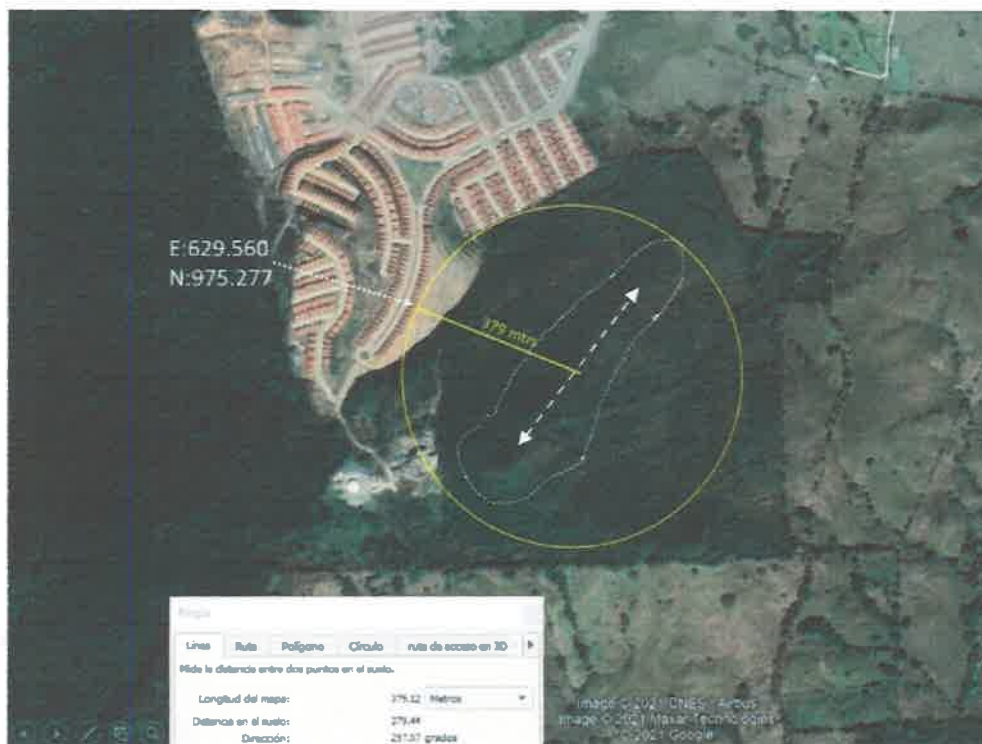 E:629.560
N:975.277
379 mtrs
Regla
Línea Ruta Polígono Círculo ruta de acceso en 3D
Mide la distancia entre dos puntos en el suelo.
Longitud del mapa: 379.12 Metros
Distancia en el suelo: 379.44
Dirección: grados
Image © 2021 CNES / Airbus
Image © 2021 Maxar Technologies
© 2021 Google